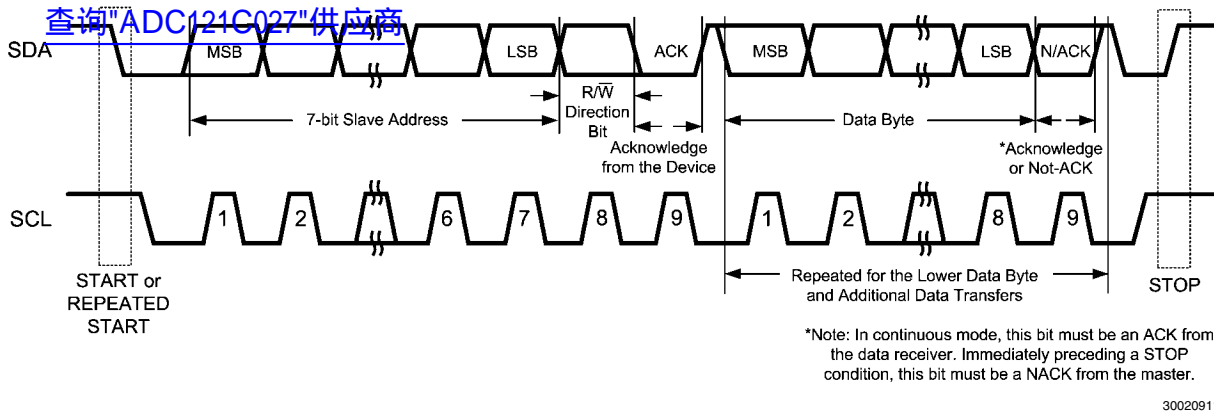 查询"ADC121C027"供应商
SDA
MSB
LSB
ACK
MSB
LSB
N/ACK
R/W̅
Direction
Bit
7-bit Slave Address
Acknowledge
from the Device
Data Byte
*Acknowledge
or Not-ACK
SCL
1
2
6
7
8
9
1
2
8
9
START or
REPEATED
START
Repeated for the Lower Data Byte
and Additional Data Transfers
STOP
*Note: In continuous mode, this bit must be an ACK from
the data receiver. Immediately preceding a STOP
condition, this bit must be a NACK from the master.
3002091